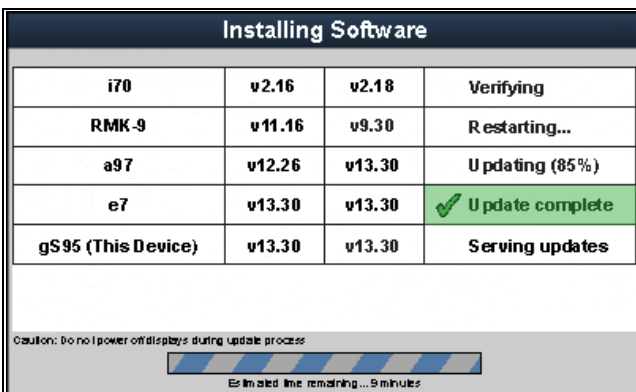 Installing Software
i70 v2.16 v2.18 Verifying
RMK-9 v11.16 v9.30 Restarting...
a97 v12.26 v13.30 Updating (85%)
e7 v13.30 v13.30 Update complete
gS95 (This Device) v13.30 v13.30 Serving updates
Caution: Do not power off displays during update process
Estimated time remaining... 9 minutes